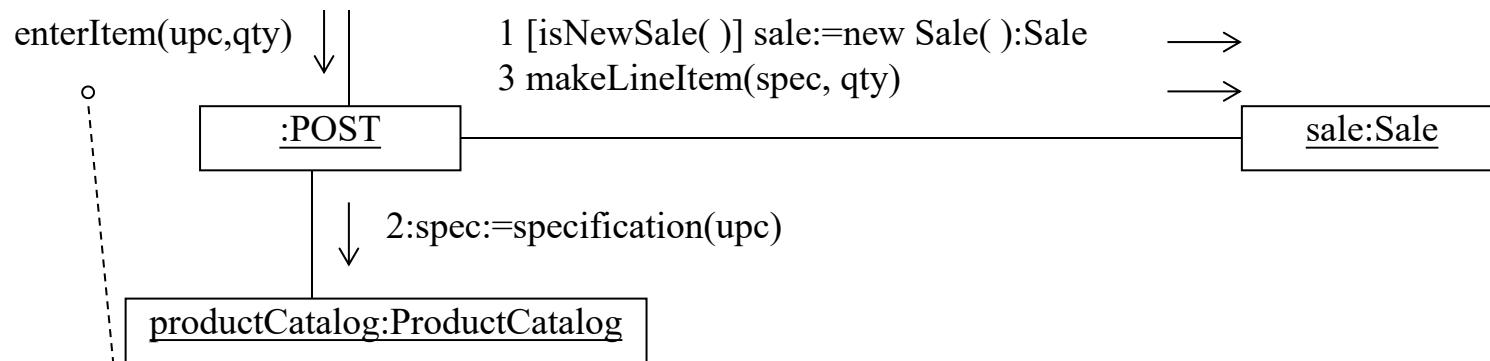 enterItem(upc,qty)
1 [isNewSale( )] sale:=new Sale( ):Sale
3 makeLineItem(spec, qty)
:POST
sale:Sale
2:spec:=specification(upc)
productCatalog:ProductCatalog